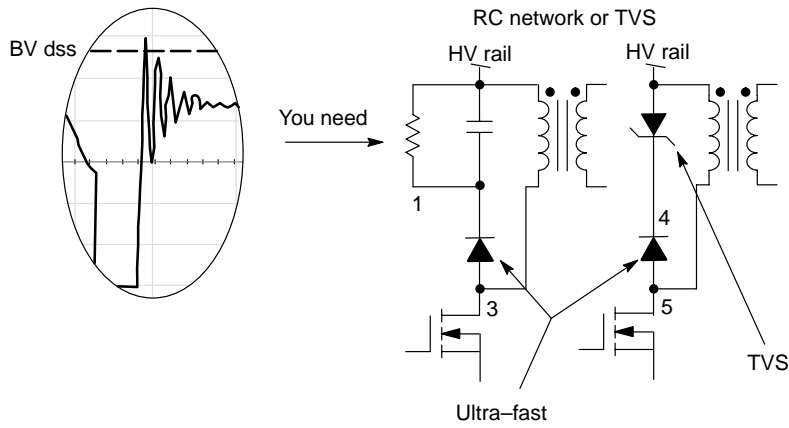 RC network or TVS
BV dss
HV rail
HV rail
You need
1
4
3
5
TVS
Ultra–fast